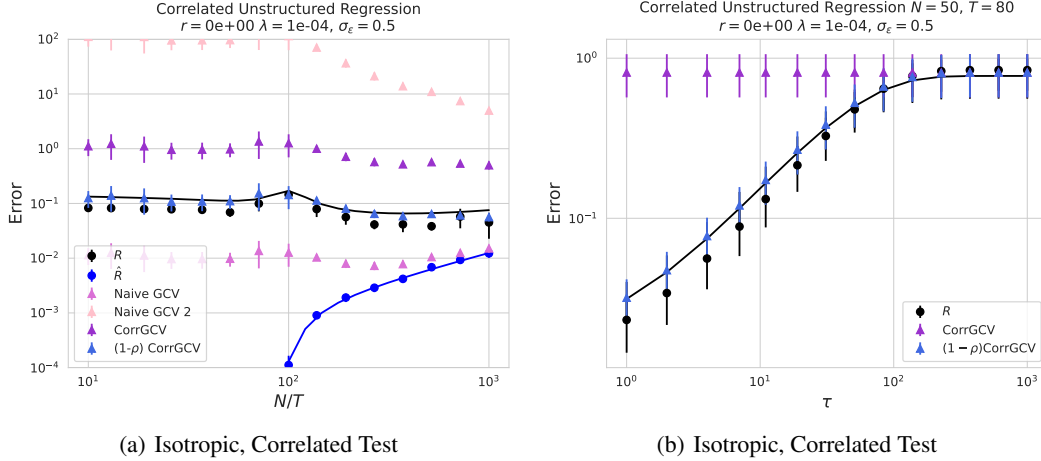 Correlated Unstructured Regression
r = 0e+00 λ = 1e-04, σ_ε = 0.5
10^2
10^1
10^0
10^-1
10^-2
10^-3
10^-4
Error
R
R̂
Naive GCV
Naive GCV 2
CorrGCV
(1-ρ) CorrGCV
10^1
10^2
10^3
N/T
(a) Isotropic, Correlated Test
Correlated Unstructured Regression N = 50, T = 80
r = 0e+00 λ = 1e-04, σ_ε = 0.5
10^0
10^-1
Error
R
CorrGCV
(1 − ρ)CorrGCV
10^0
10^1
10^2
10^3
τ
(b) Isotropic, Correlated Test